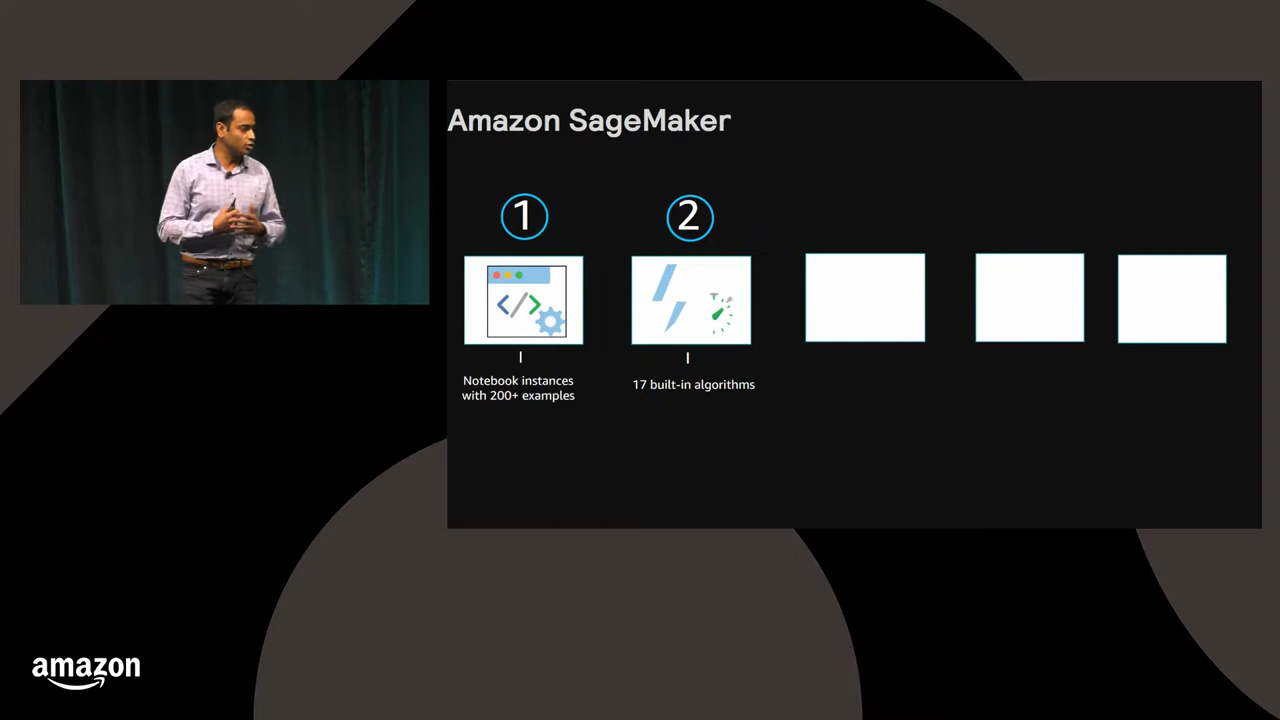 Amazon SageMaker
1
2
</>
Notebook instances
with 200+ examples
17 built-in algorithms
amazon